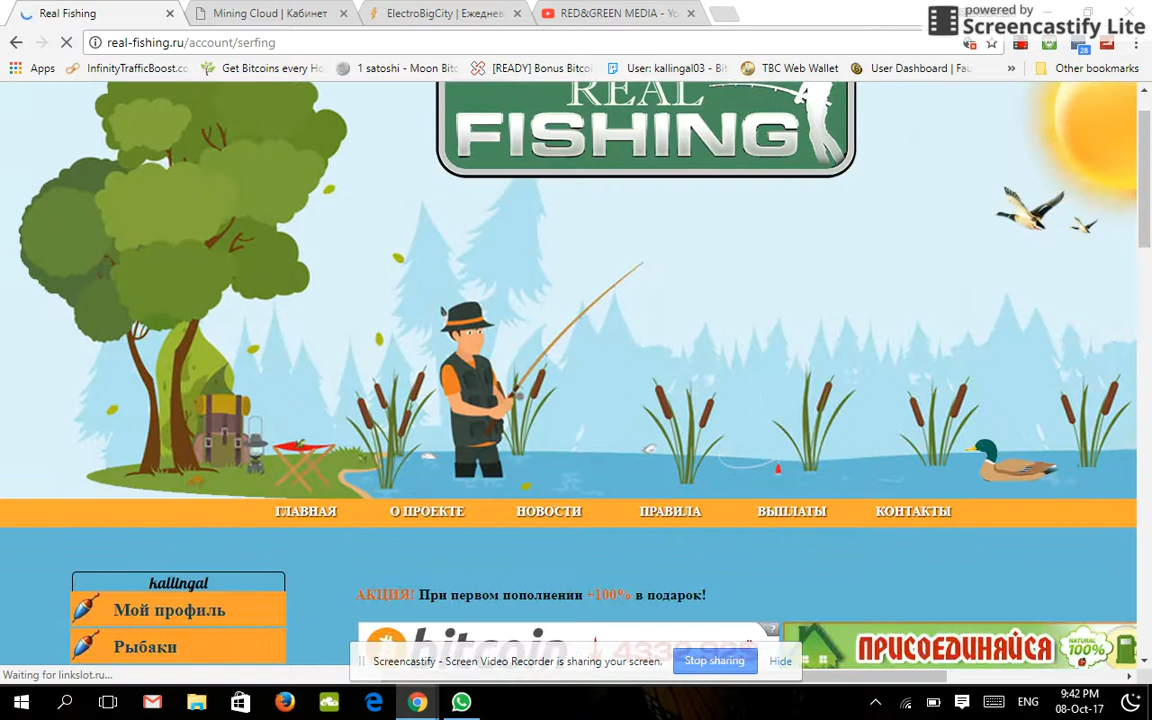 Real Fishing
Mining Cloud | Кабинет
ElectroBigCity | Ежеднев
RED&GREEN MEDIA - Yo
powered by
Screencastify Lite
real-fishing.ru/account/serfing
28
Apps
InfinityTrafficBoost.co
Get Bitcoins every Ho
1 satoshi - Moon Bitc
[READY] Bonus Bitco
User: kallingal03 - Bi
TBC Web Wallet
User Dashboard | Fau
Other bookmarks
REAL
FISHING
ГЛАВНАЯ
О ПРОЕКТЕ
НОВОСТИ
ПРАВИЛА
ВЫПЛАТЫ
КОНТАКТЫ
kallingal
АКЦИЯ! При первом пополнении +100% в подарок!
Мой профиль
Рыбаки
bitcoin
ПРИСОЕДИНЯЙСЯ
NATURAL
100%
Screencastify - Screen Video Recorder is sharing your screen.
Stop sharing
Hide
Waiting for linkslot.ru...
ENG
9:42 PM
08-Oct-17